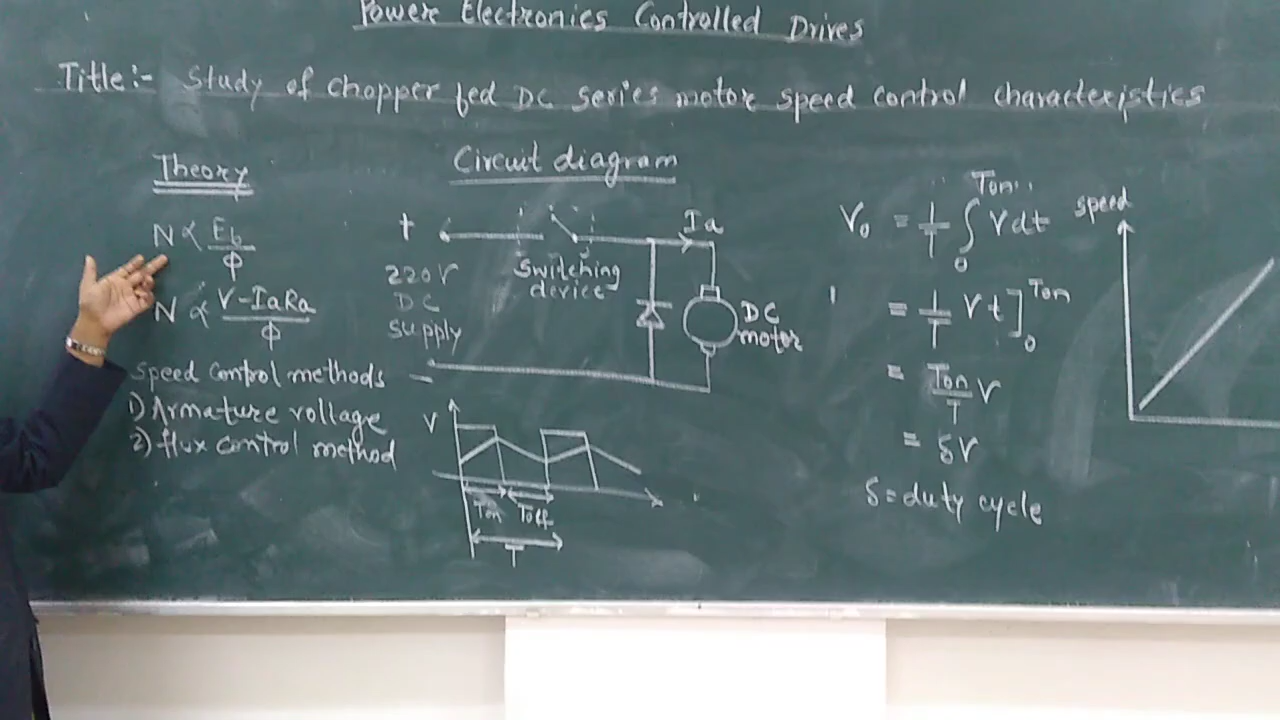 Power Electronics Controlled Drives
Title:- Study of chopper fed DC series motor speed control characteristics
Theory
N ∝ Eb/Φ
N ∝ V-IaRa/Φ
speed control methods
1) Armature vollage
2) flux control method
Circuit diagram
+
220V
DC
supply
-
Switching
device
Ia
DC
motor
V
Ton Toff
T
V₀ = 1/T ∫₀^Ton V dt
= 1/T Vt]₀^Ton
= Ton/T V
= δV
δ = duty cycle
speed